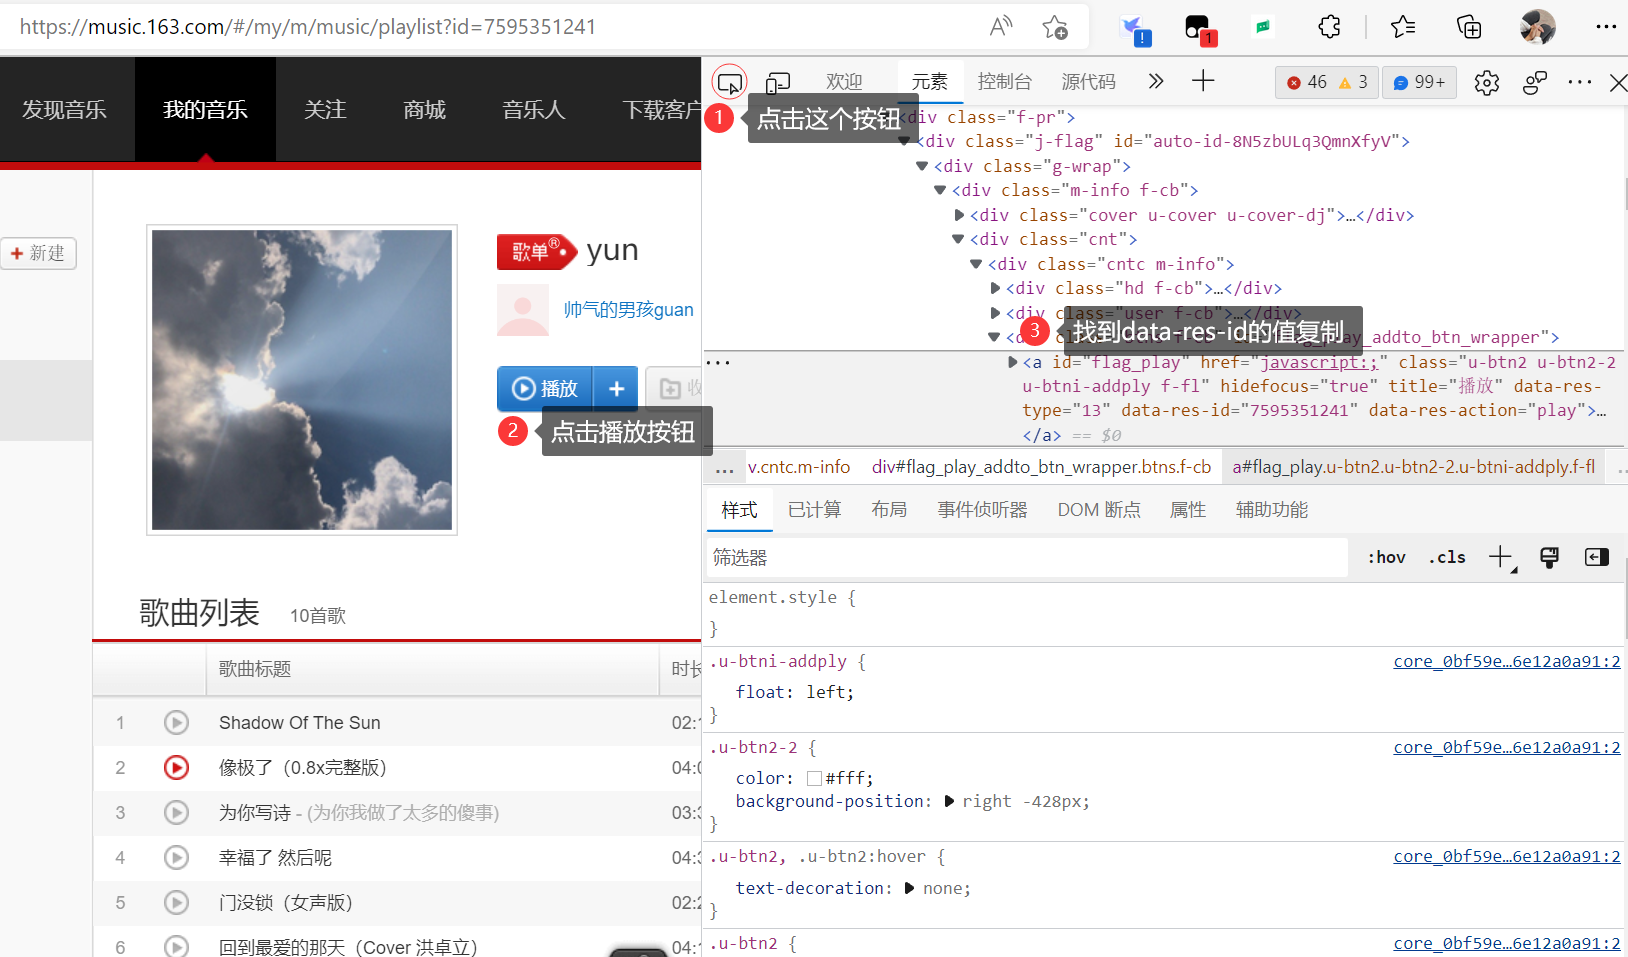 https://music.163.com/#/my/m/music/playlist?id=7595351241
1
发现音乐
我的音乐
关注
商城
音乐人
下载客户
欢迎
元素
控制台
源代码
46
3
99+
1
点击这个按钮
div class="f-pr">
<div class="j-flag" id="auto-id-8N5zbULq3QmnXfyV">
<div class="g-wrap">
<div class="m-info f-cb">
<div class="cover u-cover u-cover-dj">…</div>
<div class="cnt">
<div class="cntc m-info">
<div class="hd f-cb">…</div>
<div class="user f-cb">…</div>
3
找到data-res-id的值复制
_play_addto_btn_wrapper">
<a id="flag_play" href="javascript:;" class="u-btn2 u-btn2-2
u-btni-addply f-fl" hidefocus="true" title="播放" data-res-
type="13" data-res-id="7595351241" data-res-action="play">…
</a> == $0
+ 新建
歌单®
yun
帅气的男孩guan
播放
+
收
2
点击播放按钮
歌曲列表
10首歌
歌曲标题
时长
1
Shadow Of The Sun
02:1
2
像极了（0.8x完整版）
04:0
3
为你写诗 - (为你我做了太多的傻事)
03:3
4
幸福了 然后呢
04:3
5
门没锁（女声版）
02:2
6
回到最爱的那天（Cover 洪卓立）
04:1
...
v.cntc.m-info
div#flag_play_addto_btn_wrapper.btns.f-cb
a#flag_play.u-btn2.u-btn2-2.u-btni-addply.f-fl
样式
已计算
布局
事件侦听器
DOM 断点
属性
辅助功能
筛选器
:hov
.cls
element.style {
}
.u-btni-addply {
core_0bf59e…6e12a0a91:2
float: left;
}
.u-btn2-2 {
core_0bf59e…6e12a0a91:2
color: #fff;
background-position: right -428px;
}
.u-btn2, .u-btn2:hover {
core_0bf59e…6e12a0a91:2
text-decoration: none;
}
.u-btn2 {
core_0bf59e…6e12a0a91:2